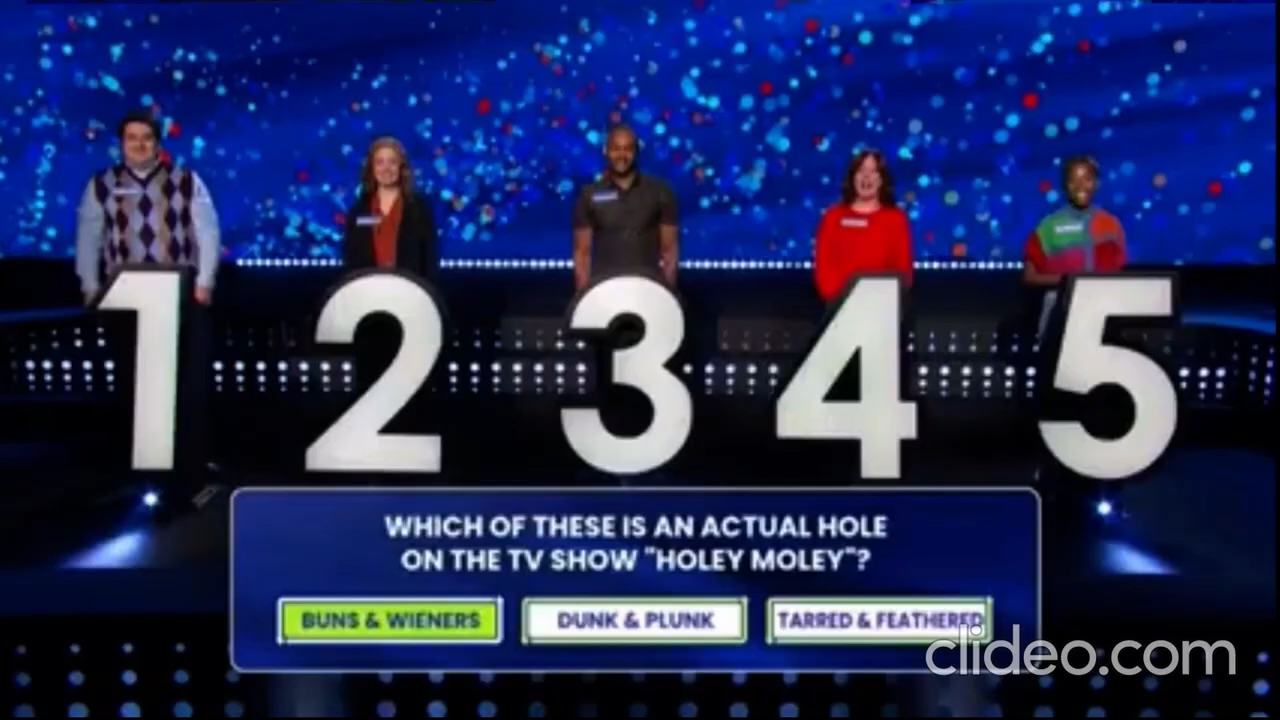 1 2 3 4 5
WHICH OF THESE IS AN ACTUAL HOLE
ON THE TV SHOW "HOLEY MOLEY"?
BUNS & WIENERS
DUNK & PLUNK
TARRED & FEATHERED
clideo.com